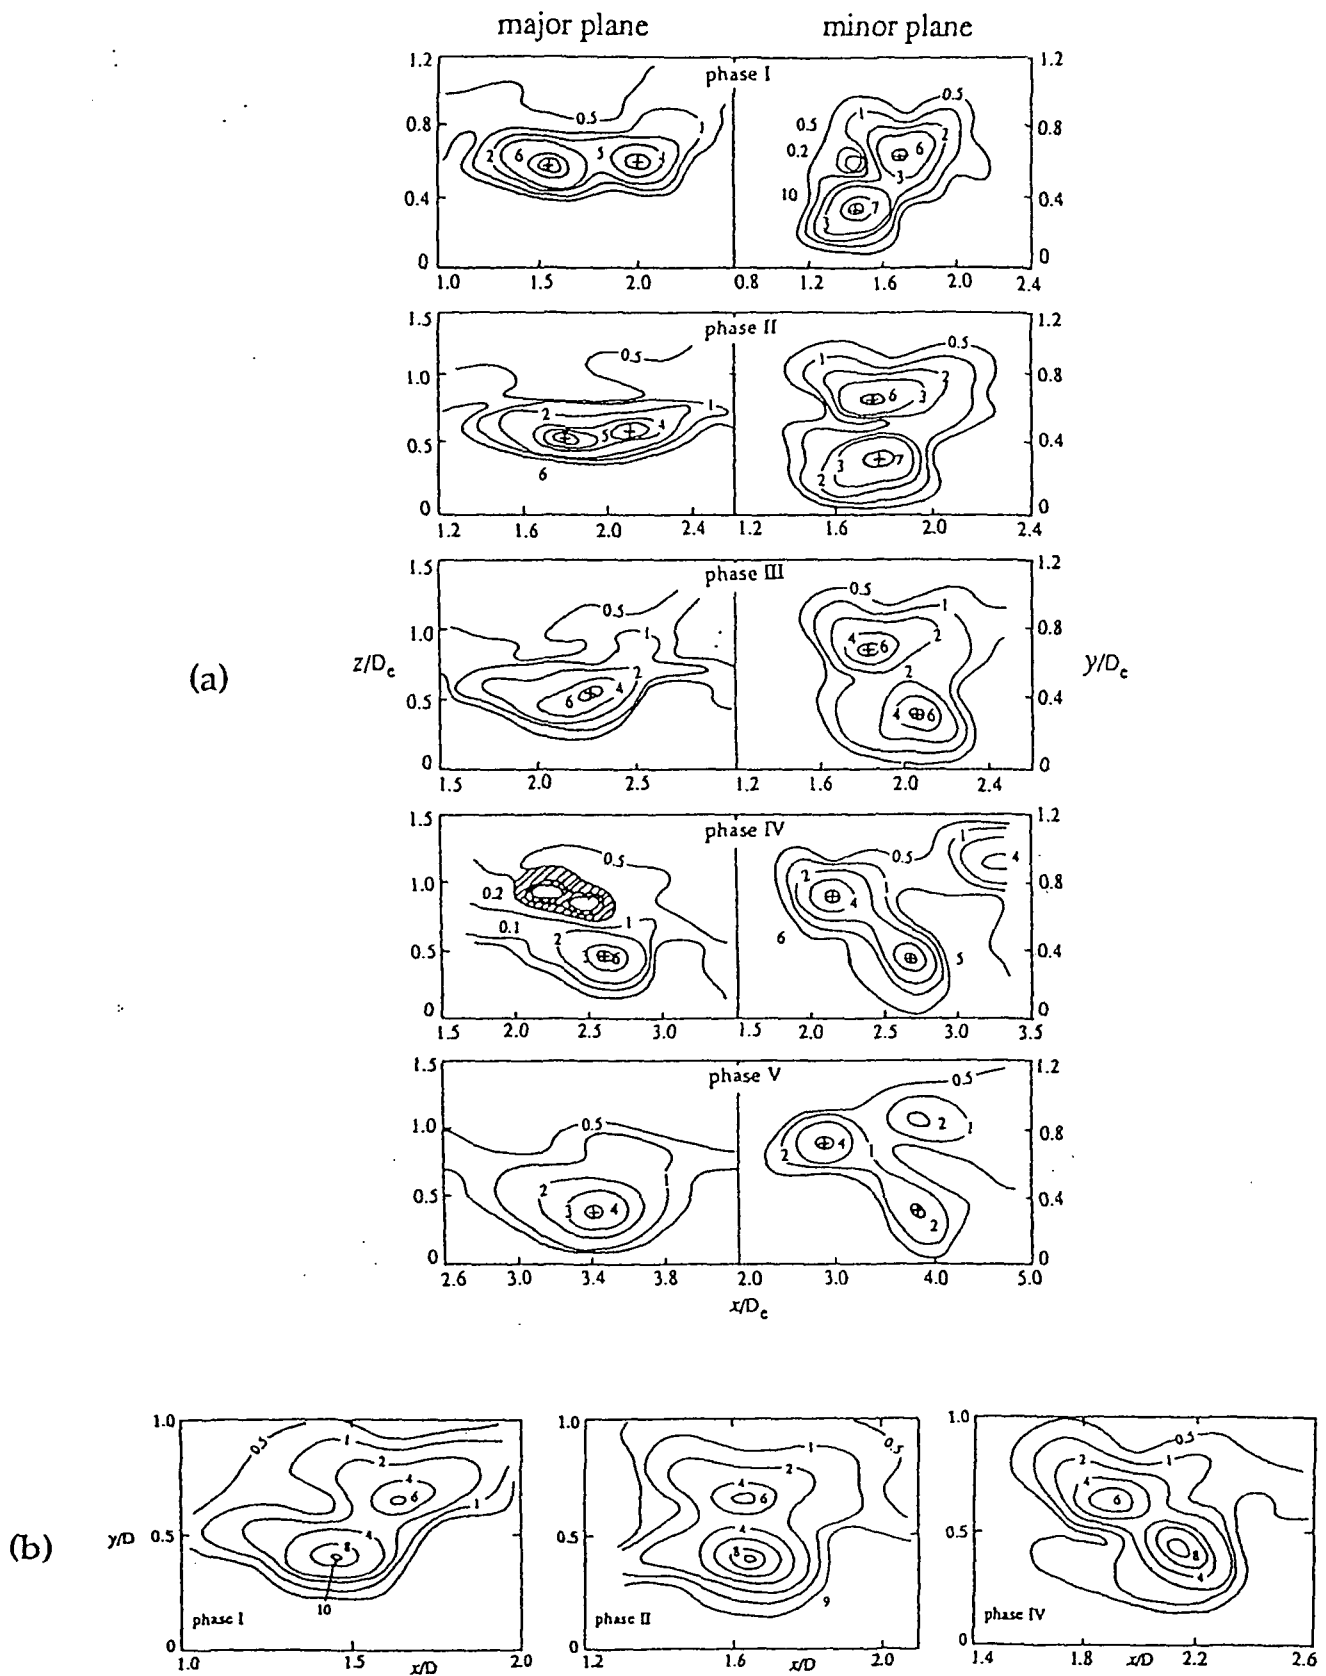 major plane minor plane
1.2 phase I 1.2
0.5 1 0.5 1
0.8 0.5 2 0.8
2 6 5 4 0.2 6
10 3
0.4 7 0.4
3
0 0
1.0 1.5 2.0 0.8 1.2 1.6 2.0 2.4
1.5 phase II 1.2
0.5 1 0.5
1.0 2 0.8
2 1 6 3
0.5 5 4 0.4
6 3 7
2
0 0
1.2 1.6 2.0 2.4 1.2 1.6 2.0 2.4
1.5 phase III 1.2
0.5 0.5 1
1.0 1 4 6 2 0.8
(a) z/De 2 2 y/De
0.5 6 4 4 6 0.4
0 0
1.5 2.0 2.5 1.2 1.6 2.0 2.4
1.5 phase IV 1.2
0.5 0.5 1 4
1.0 2 1 0.8
0.2 4
0.1 2 1 6
0.5 3 6 5 0.4
0 0
1.5 2.0 2.5 3.0 1.5 2.0 2.5 3.0 3.5
1.5 phase V 1.2
0.5
1.0 0.5 4 2 1 0.8
2 1 2 1
0.5 3 4 2 0.4
0 0
2.6 3.0 3.4 3.8 2.0 3.0 4.0 5.0
x/De
1.0 1.0 1.0
0.5 1 1 0.5 0.5
2 2 2 1
4 6 4 6 4 6
1
(b) y/D 0.5 4 0.5 4 0.5
8 8 8
4
10 9
phase I phase II phase IV
0 0 0
1.0 1.5 x/D 2.0 1.2 1.6 x/D 2.0 1.4 1.8 x/D 2.2 2.6